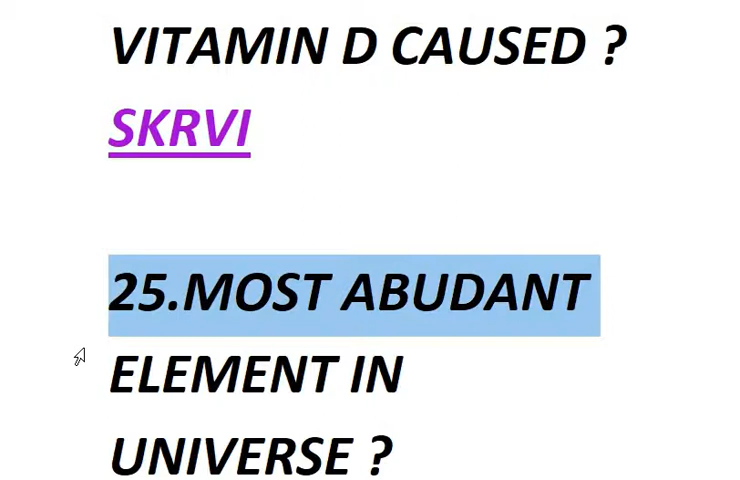 VITAMIN D CAUSED ?
SKRVI
25.MOST ABUDANT
ELEMENT IN
UNIVERSE ?